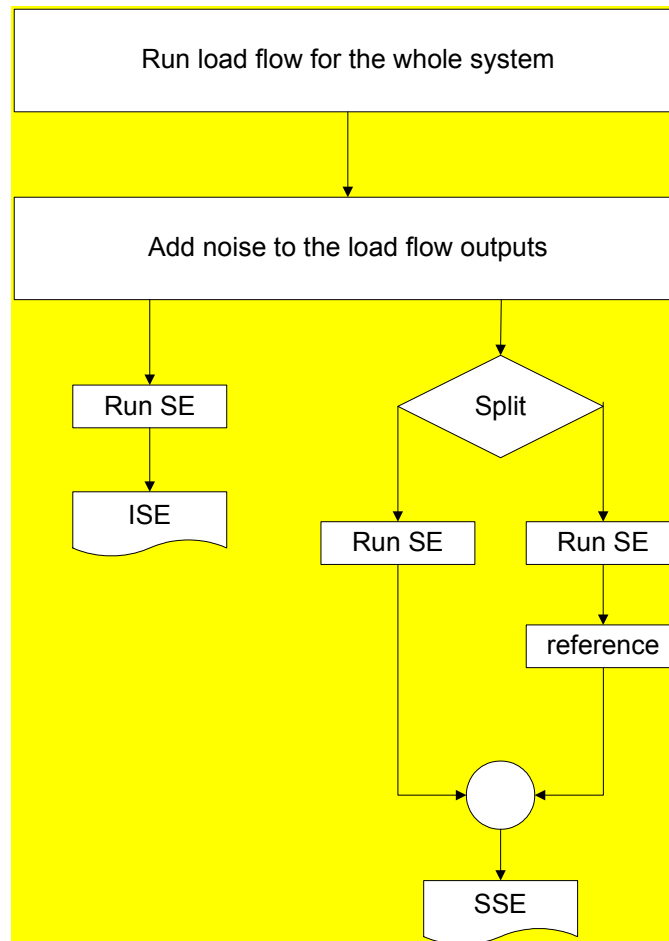 Run load flow for the whole system
Add noise to the load flow outputs
Run SE
Split
ISE
Run SE
Run SE
reference
SSE